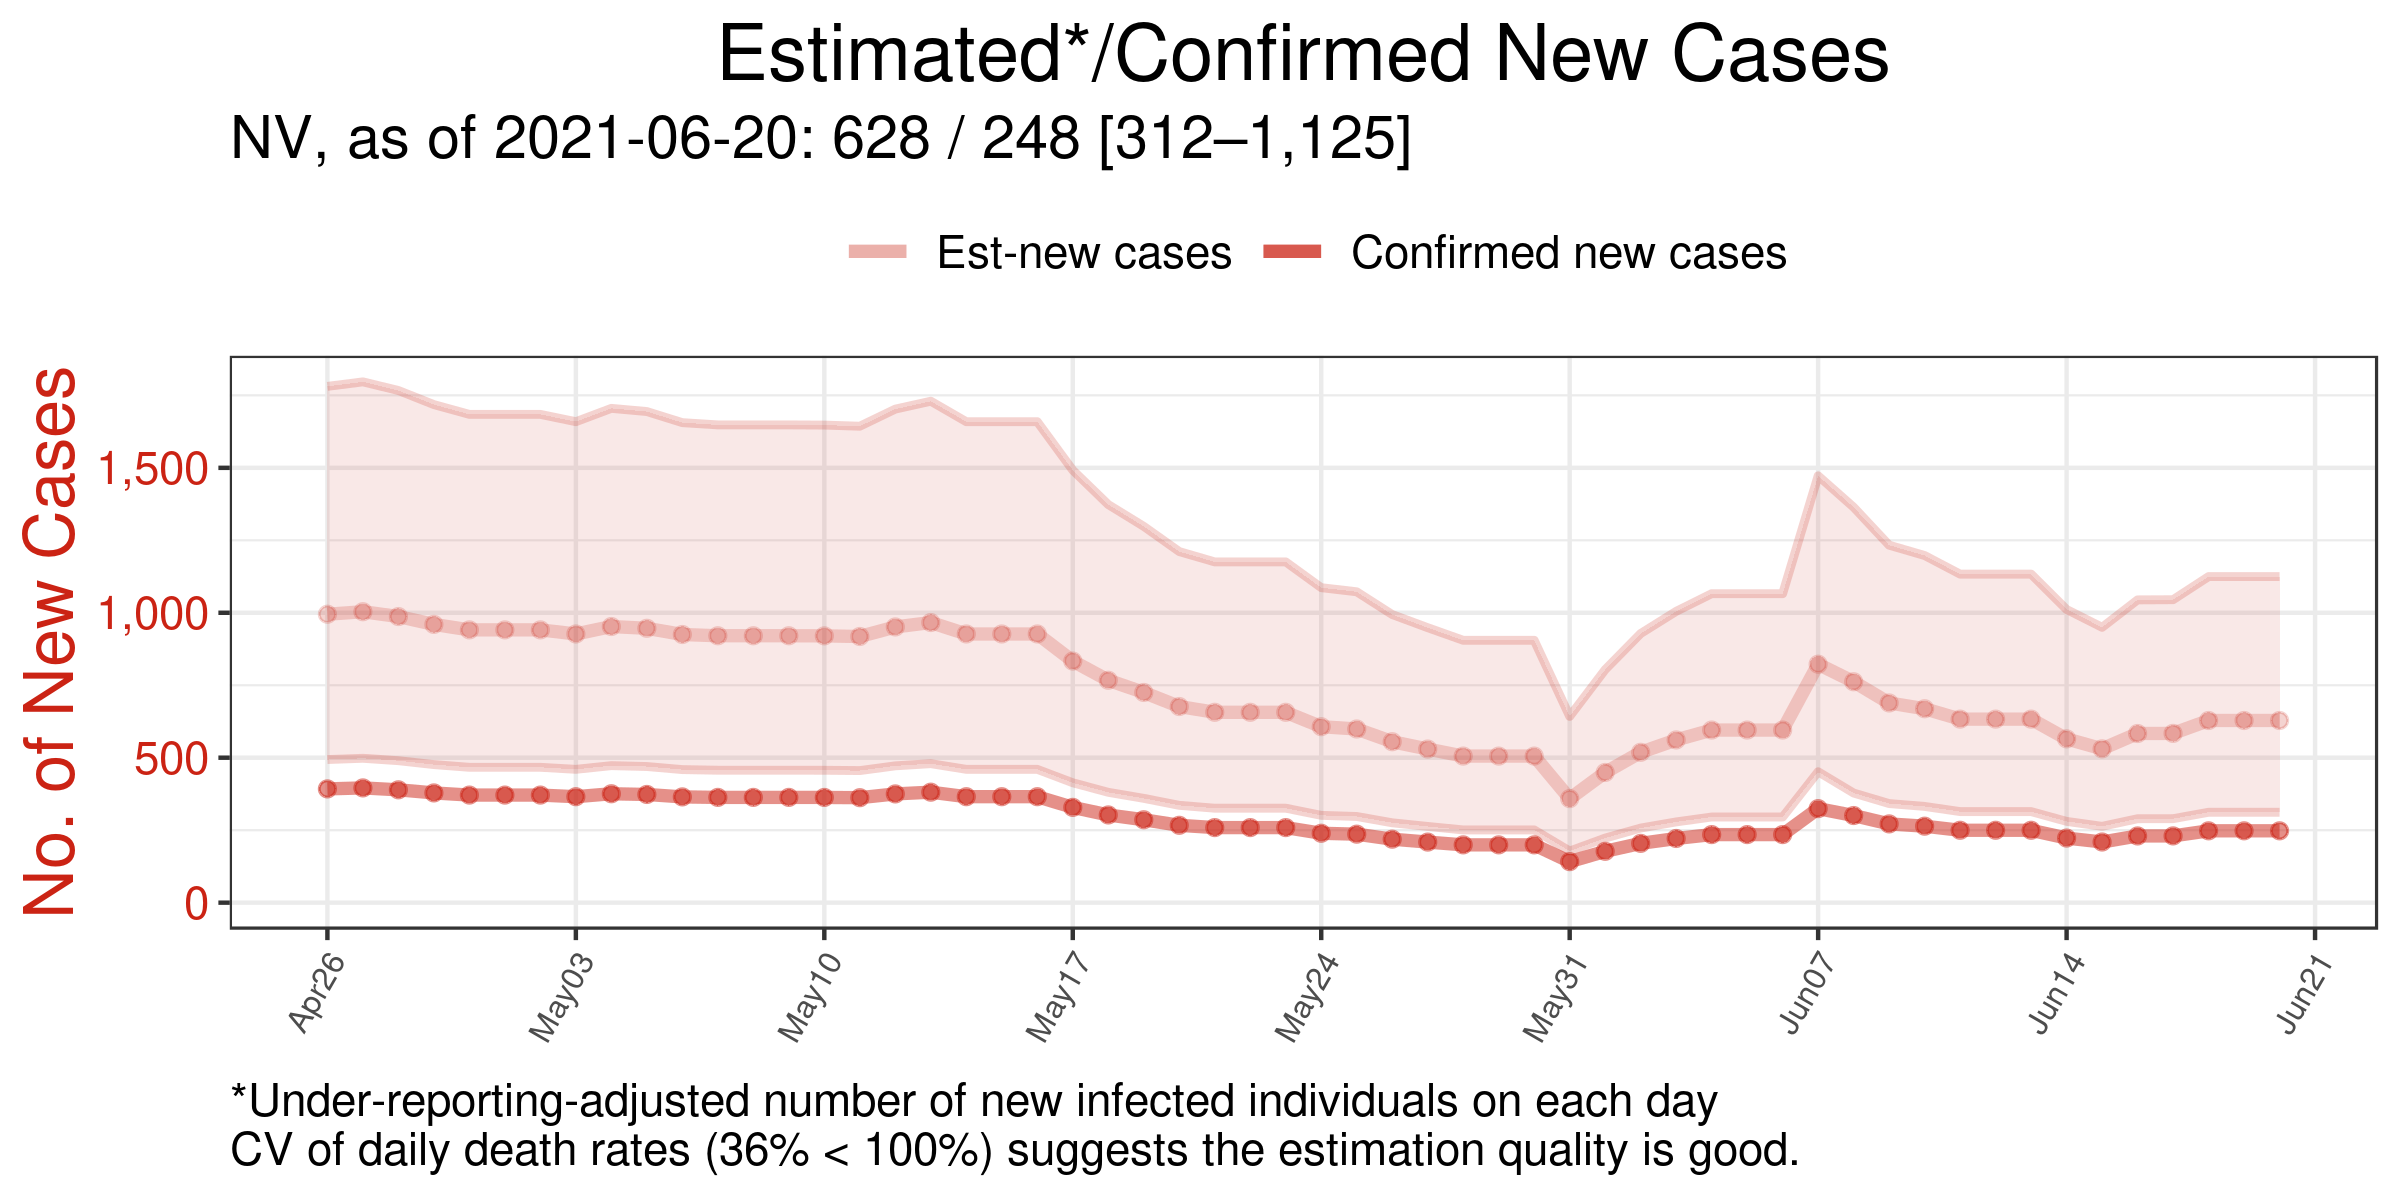 Estimated*/Confirmed New Cases
NV, as of 2021-06-20: 628 / 248 [312–1,125]
Est-new cases
Confirmed new cases
No. of New Cases
1,500
1,000
500
0
Apr26
May03
May10
May17
May24
May31
Jun07
Jun14
Jun21
*Under-reporting-adjusted number of new infected individuals on each day
CV of daily death rates (36% < 100%) suggests the estimation quality is good.